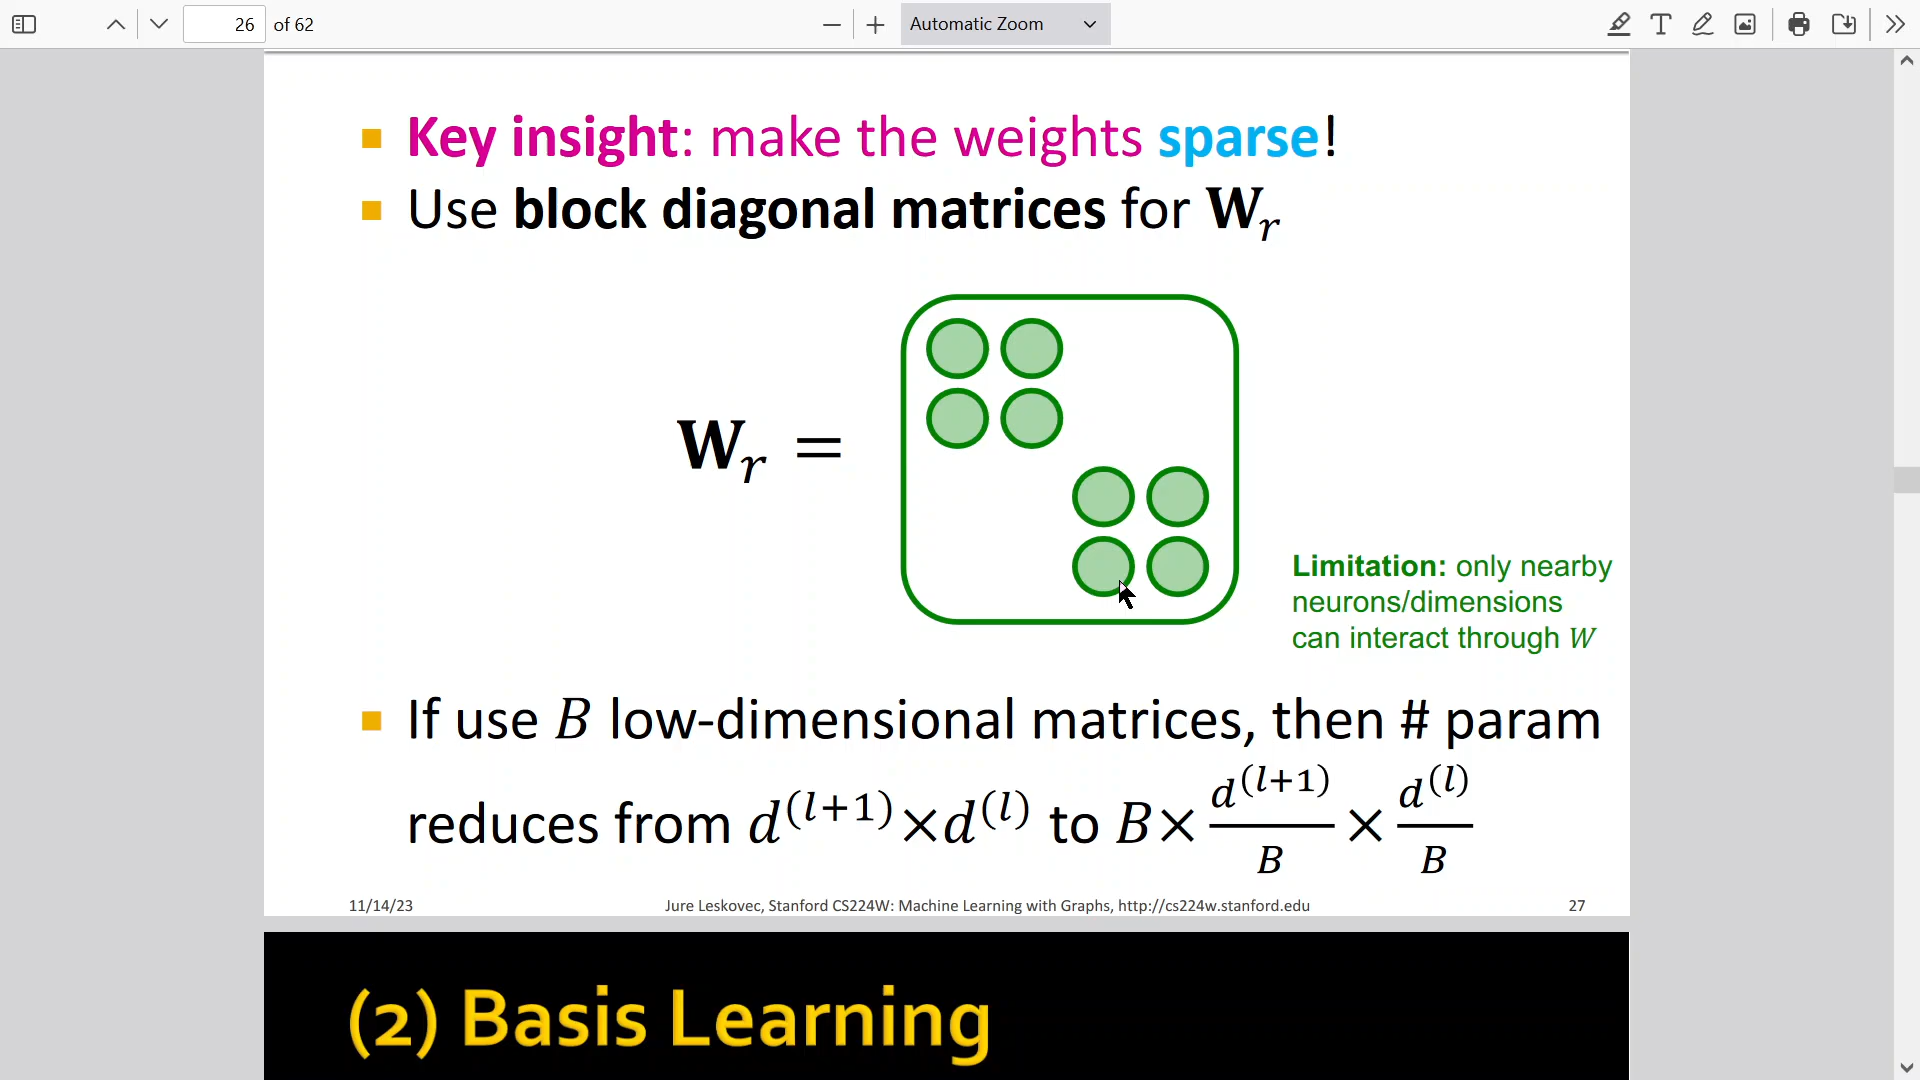 26 of 62 Automatic Zoom
Key insight: make the weights sparse!
Use block diagonal matrices for 𝐖ᵣ
𝐖ᵣ =
Limitation: only nearby
neurons/dimensions
can interact through W
If use B low-dimensional matrices, then # param
reduces from d^(l+1)×d^(l) to B×d^(l+1)/B×d^(l)/B
11/14/23 Jure Leskovec, Stanford CS224W: Machine Learning with Graphs, http://cs224w.stanford.edu 27
(2) Basis Learning